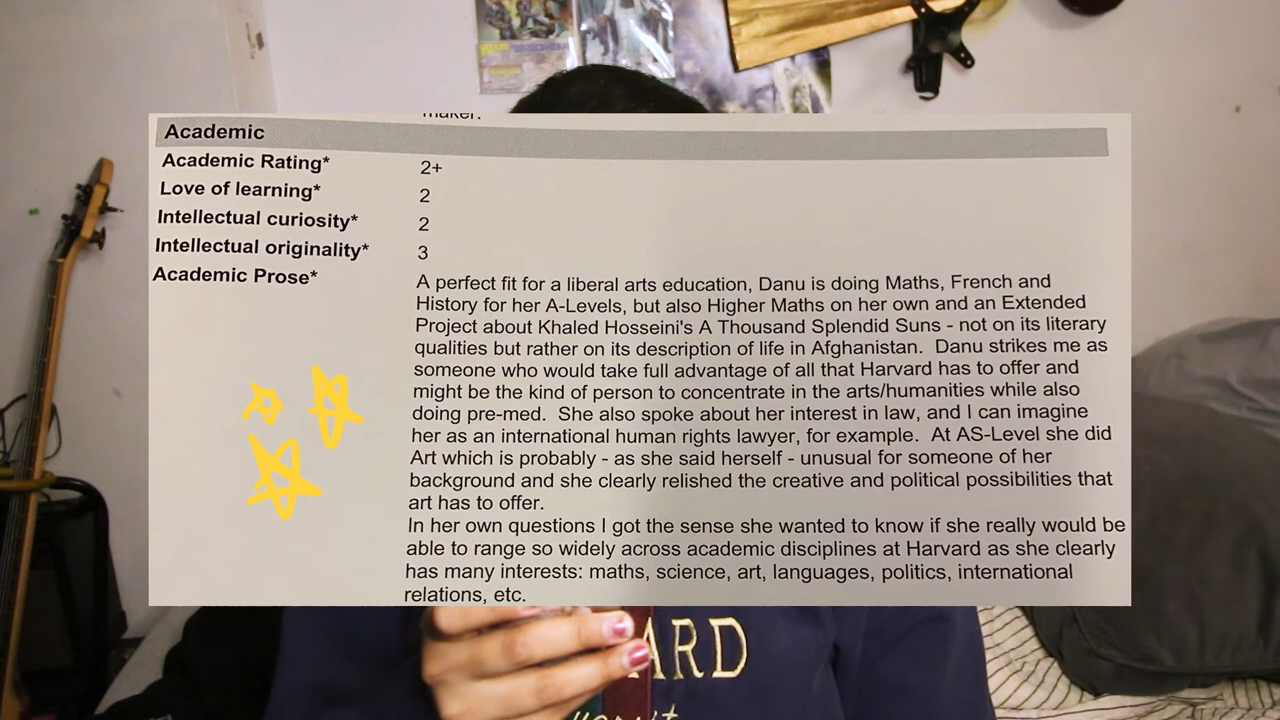 maker.
Academic
Academic Rating* 2+
Love of learning* 2
Intellectual curiosity* 2
Intellectual originality* 3
Academic Prose* A perfect fit for a liberal arts education, Danu is doing Maths, French and
History for her A-Levels, but also Higher Maths on her own and an Extended
Project about Khaled Hosseini's A Thousand Splendid Suns - not on its literary
qualities but rather on its description of life in Afghanistan. Danu strikes me as
someone who would take full advantage of all that Harvard has to offer and
might be the kind of person to concentrate in the arts/humanities while also
doing pre-med. She also spoke about her interest in law, and I can imagine
her as an international human rights lawyer, for example. At AS-Level she did
Art which is probably - as she said herself - unusual for someone of her
background and she clearly relished the creative and political possibilities that
art has to offer.
In her own questions I got the sense she wanted to know if she really would be
able to range so widely across academic disciplines at Harvard as she clearly
has many interests: maths, science, art, languages, politics, international
relations, etc.
ARD